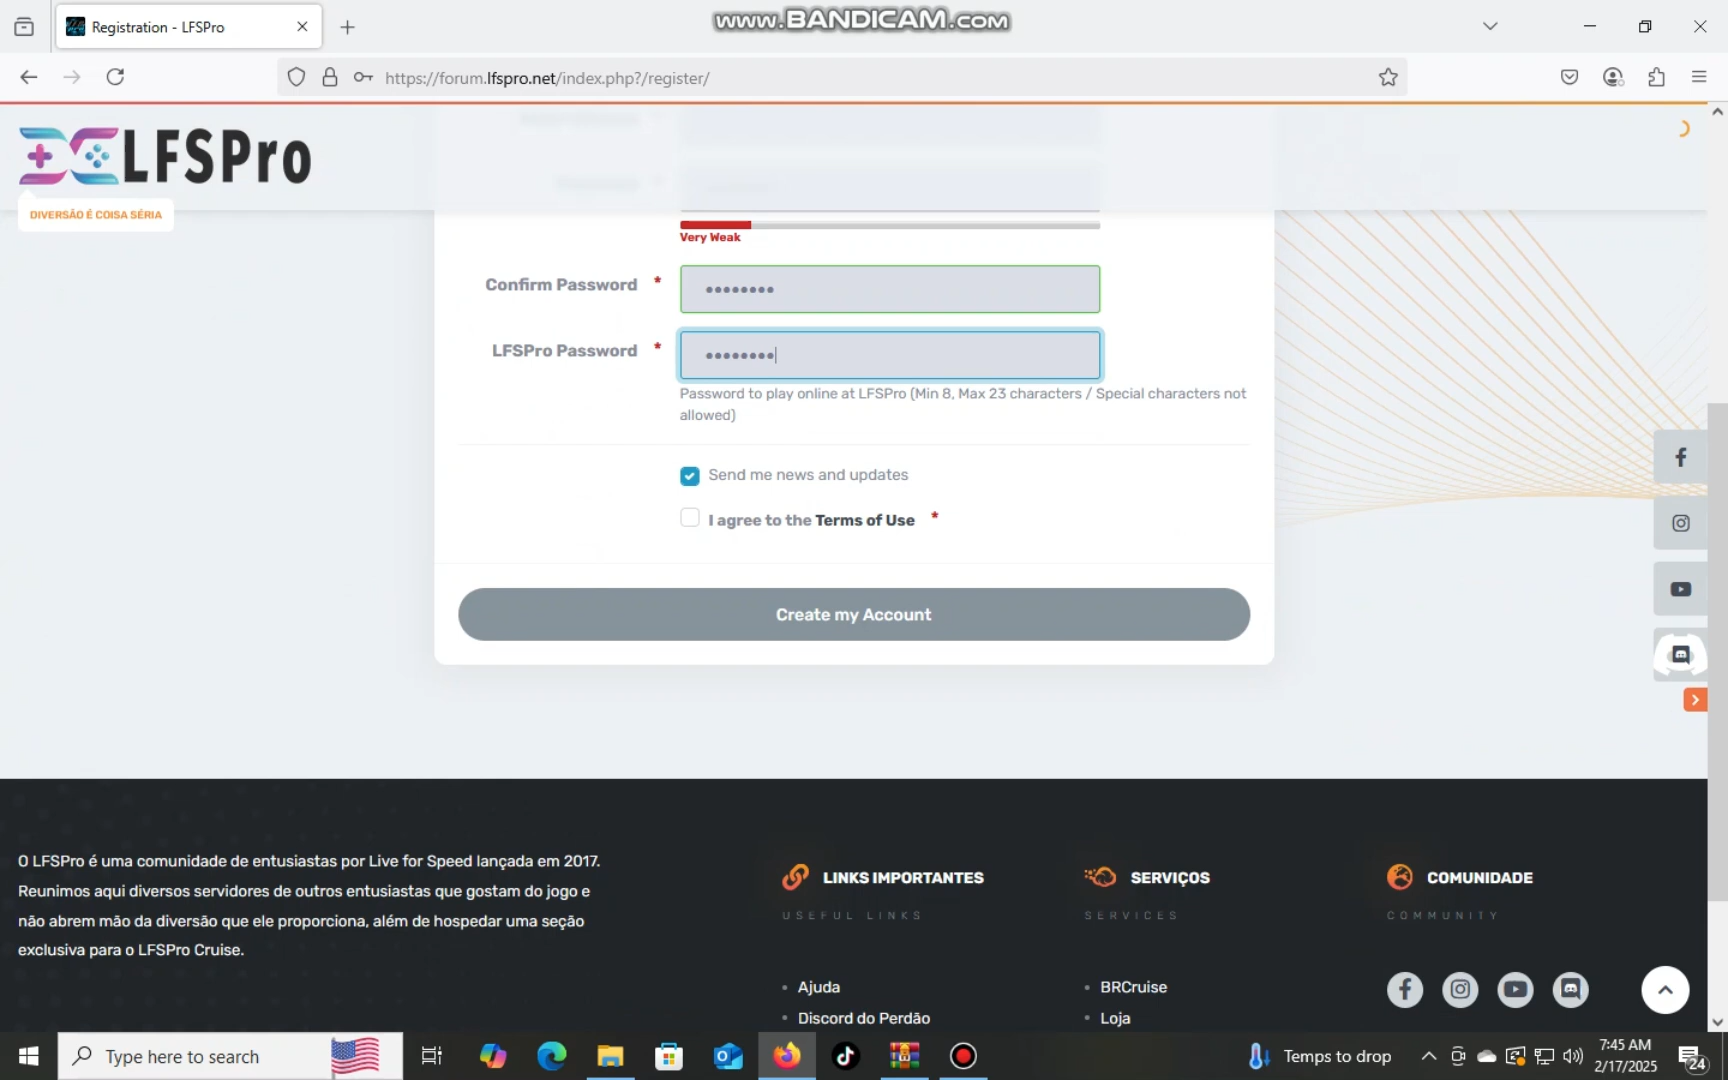 Registration - LFSPro
www.BANDICAM.com
https://forum.lfspro.net/index.php?/register/
LFSPro
DIVERSÃO É COISA SÉRIA
Very Weak
Confirm Password *
●●●●●●●●
LFSPro Password *
●●●●●●●●
Password to play online at LFSPro (Min 8, Max 23 characters / Special characters not
allowed)
Send me news and updates
I agree to the Terms of Use *
Create my Account
O LFSPro é uma comunidade de entusiastas por Live for Speed lançada em 2017.
Reunimos aqui diversos servidores de outros entusiastas que gostam do jogo e
não abrem mão da diversão que ele proporciona, além de hospedar uma seção
exclusiva para o LFSPro Cruise.
LINKS IMPORTANTES
USEFUL LINKS
• Ajuda
• Discord do Perdão
SERVIÇOS
SERVICES
• BRCruise
• Loja
COMUNIDADE
COMMUNITY
Type here to search
Temps to drop
7:45 AM
2/17/2025
24